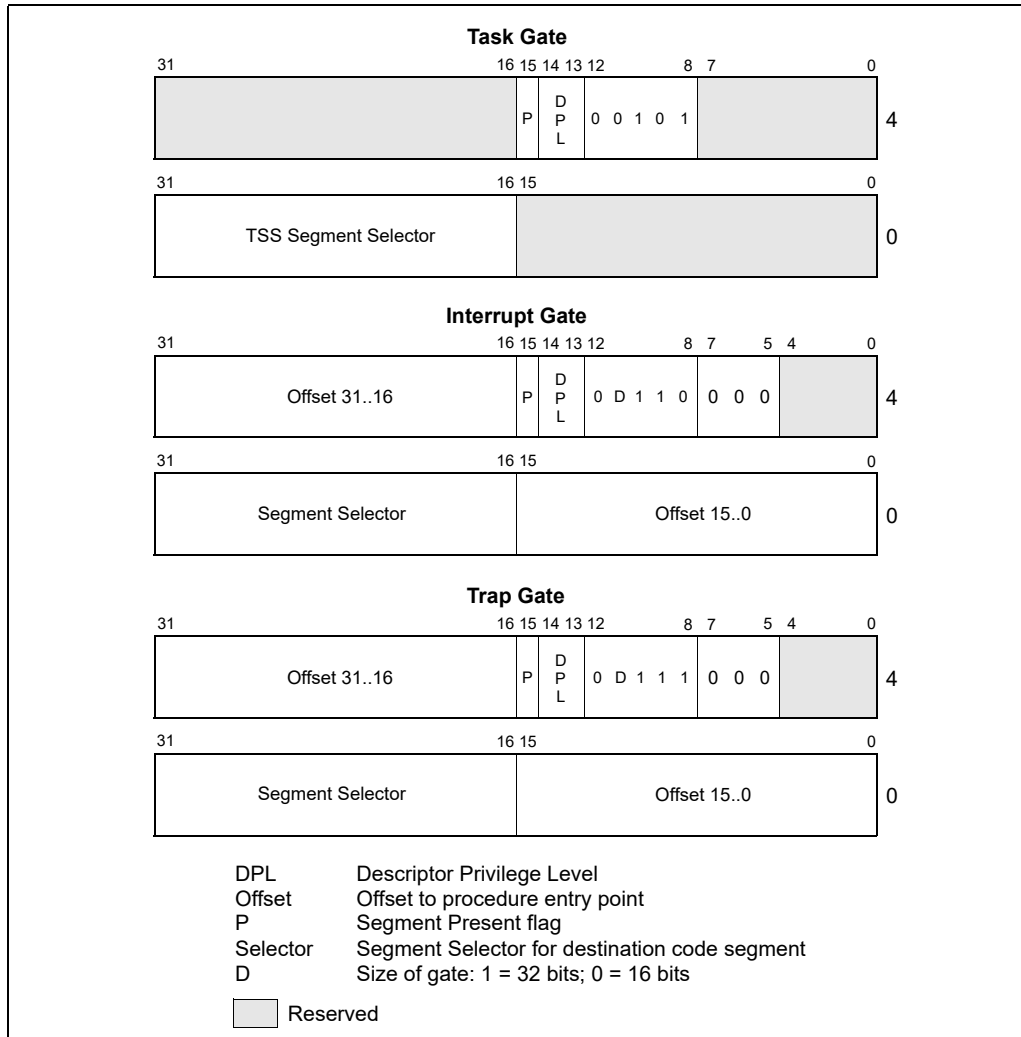 Task Gate
31 16 15 14 13 12 8 7 0
P D P L 0 0 1 0 1 4
31 16 15 0
TSS Segment Selector 0
Interrupt Gate
31 16 15 14 13 12 8 7 5 4 0
Offset 31..16 P D P L 0 D 1 1 0 0 0 0 4
31 16 15 0
Segment Selector Offset 15..0 0
Trap Gate
31 16 15 14 13 12 8 7 5 4 0
Offset 31..16 P D P L 0 D 1 1 1 0 0 0 4
31 16 15 0
Segment Selector Offset 15..0 0
DPL Descriptor Privilege Level
Offset Offset to procedure entry point
P Segment Present flag
Selector Segment Selector for destination code segment
D Size of gate: 1 = 32 bits; 0 = 16 bits
Reserved